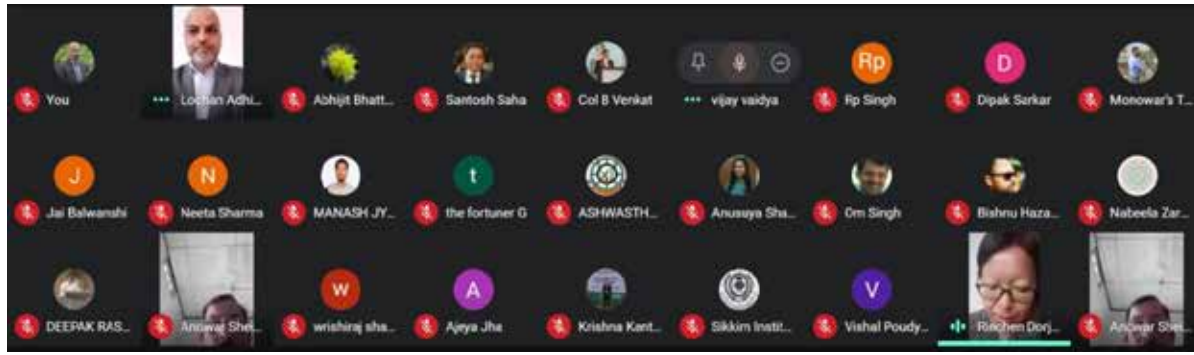 You
Lochan Adhi...
Abhijit Bhatt...
Santosh Saha
Col B Venkat
vijay vaidya
Rp
Rp Singh
D
Dipak Sarkar
Monowar's T...
J
Jai Balwanshi
N
Neeta Sharma
MANASH JY...
t
the fortuner G
ASHWASTH...
Anusuya Sha...
Om Singh
Bishnu Haza...
Nabeela Zar...
DEEPAK RAS...
Anowar Shei...
w
wrishiraj sha...
A
Ajeya Jha
Krishna Kant...
Sikkim Instit...
V
Vishal Poudy...
Rinchen Dorj...
Anowar Shei...